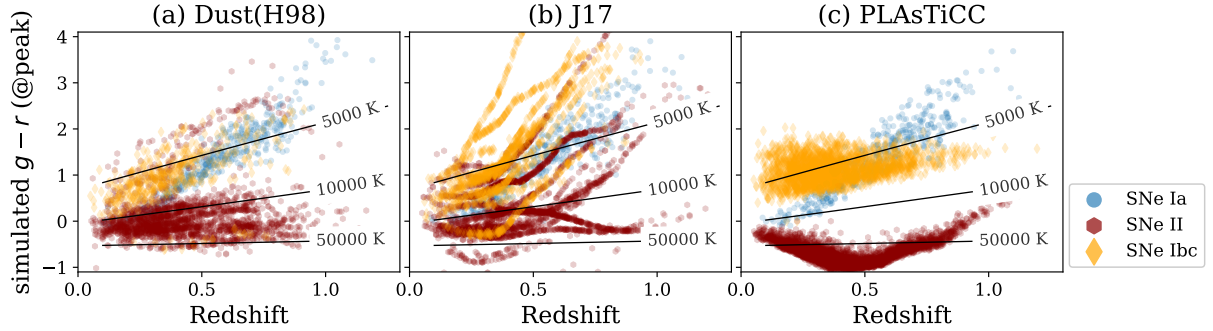 (a) Dust(H98)
(b) J17
(c) PLAsTiCC
simulated g − r (@peak)
4
3
2
1
0
−1
5000 K
10000 K
50000 K
5000 K
10000 K
50000 K
5000 K
10000 K
50000 K
SNe Ia
SNe II
SNe Ibc
0.0 0.5 1.0
0.0 0.5 1.0
0.0 0.5 1.0
Redshift
Redshift
Redshift